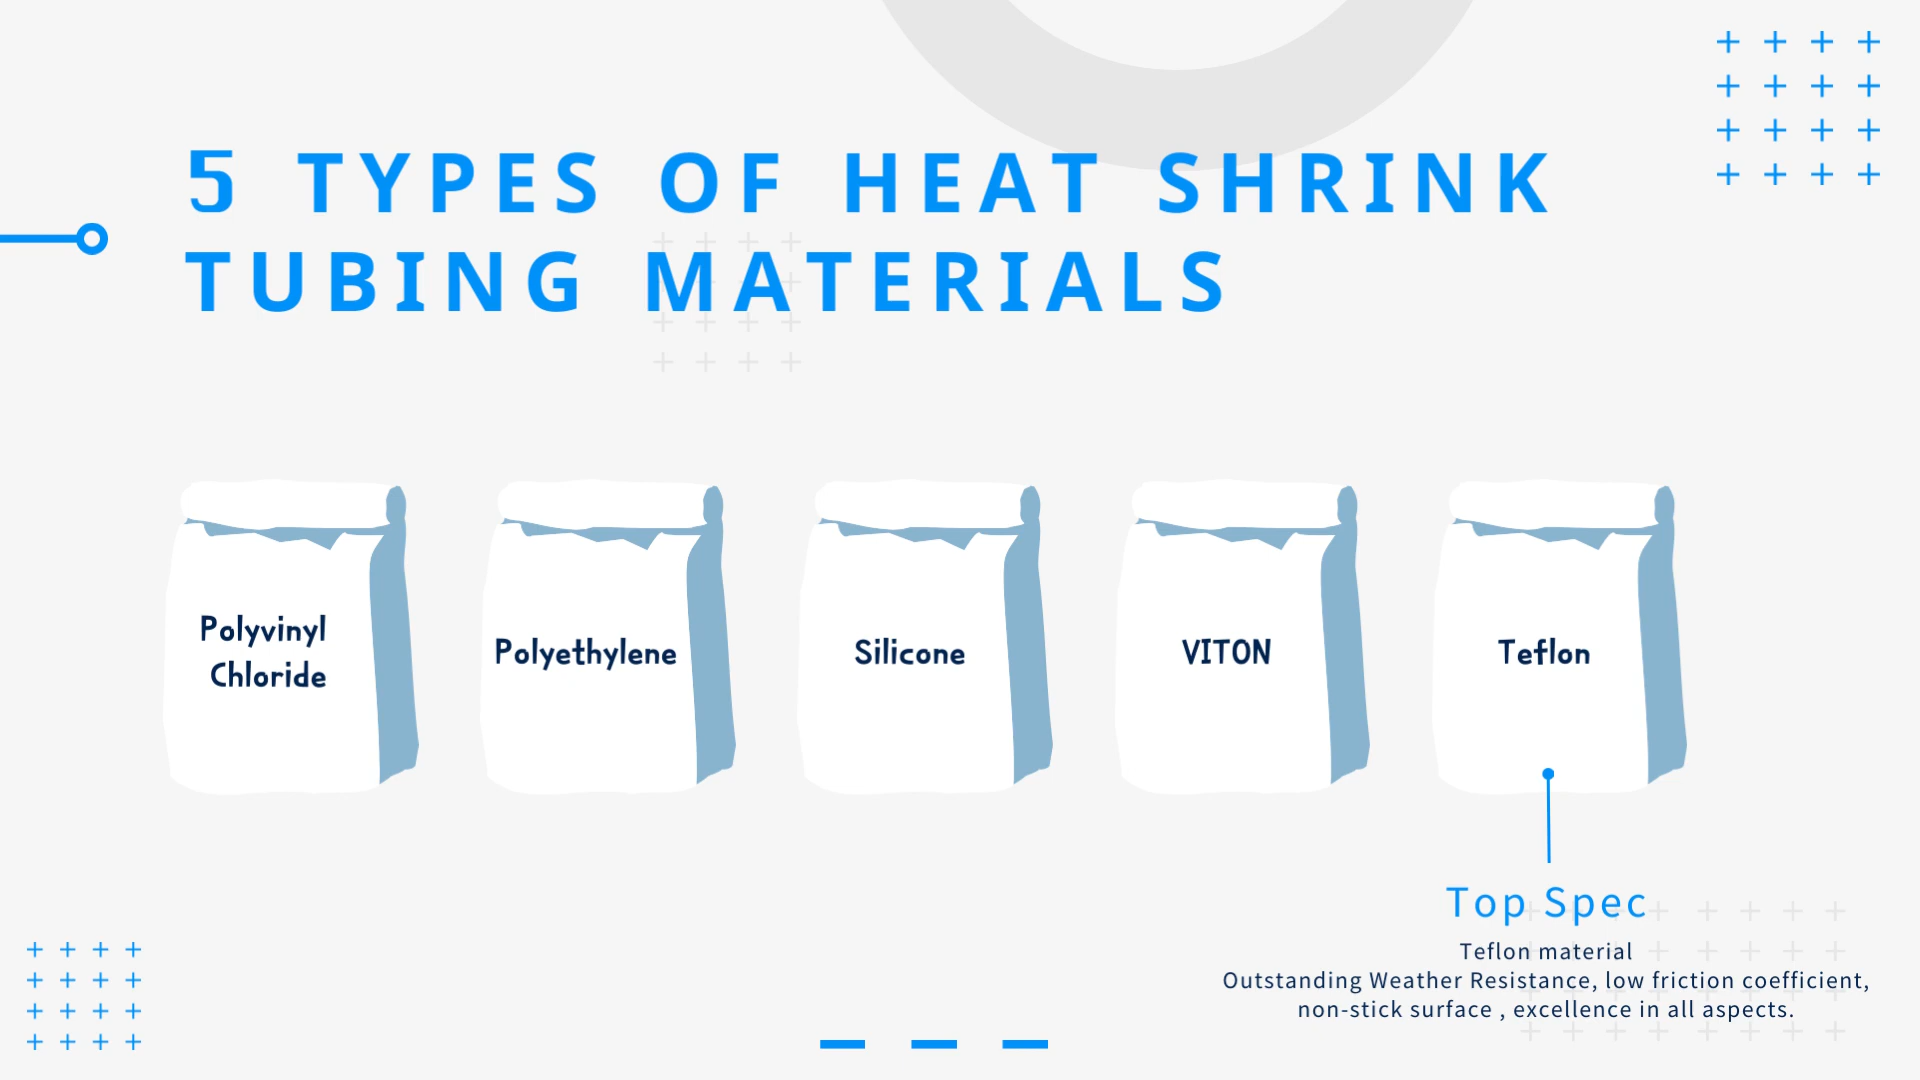 5 TYPES OF HEAT SHRINK
TUBING MATERIALS
Polyvinyl
Chloride
Polyethylene
Silicone
VITON
Teflon
Top Spec
Teflon material
Outstanding Weather Resistance, low friction coefficient,
non-stick surface , excellence in all aspects.